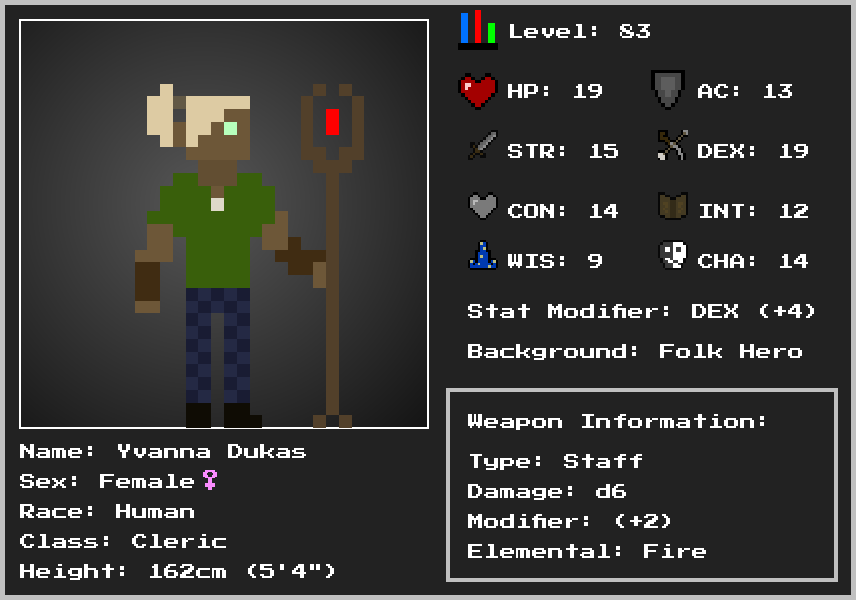 Level: 83
HP: 19 AC: 13
STR: 15 DEX: 19
CON: 14 INT: 12
WIS: 9 CHA: 14
Stat Modifier: DEX (+4)
Background: Folk Hero
Weapon Information:
Type: Staff
Damage: d6
Modifier: (+2)
Elemental: Fire
Name: Yvanna Dukas
Sex: Female♀
Race: Human
Class: Cleric
Height: 162cm (5'4")